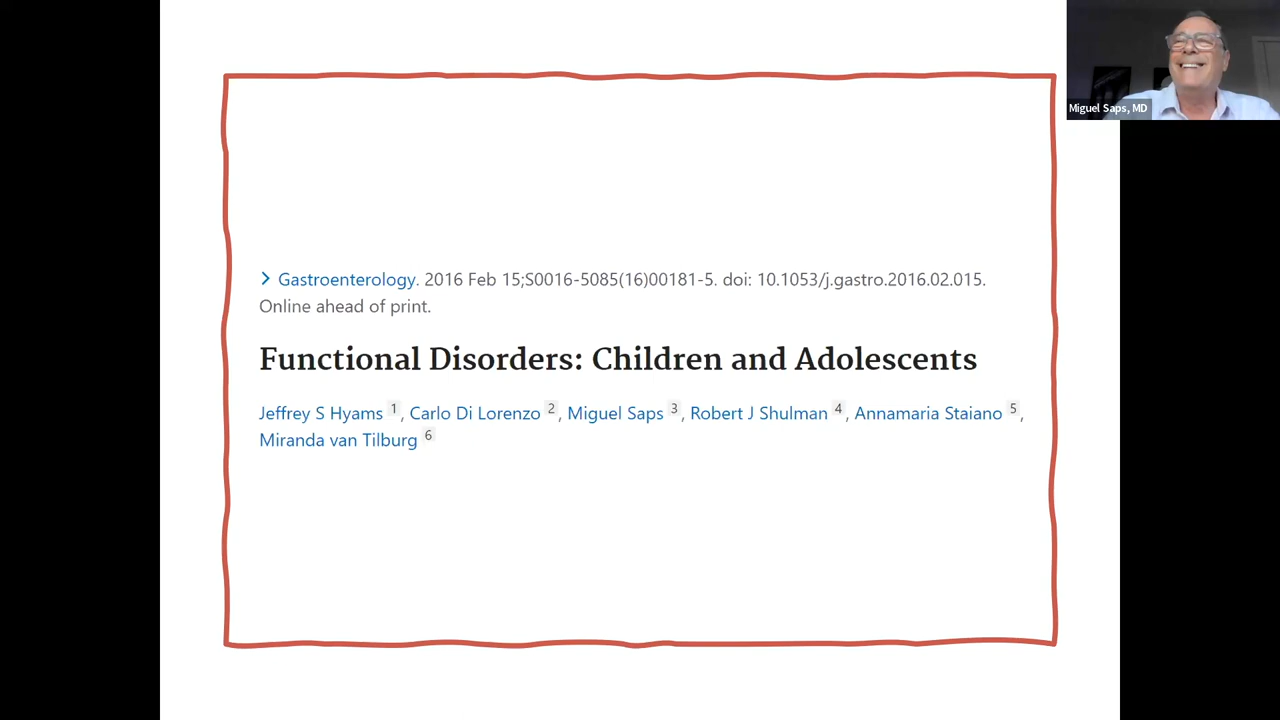 Miguel Saps, MD
Gastroenterology. 2016 Feb 15;S0016-5085(16)00181-5. doi: 10.1053/j.gastro.2016.02.015.
Online ahead of print.
Functional Disorders: Children and Adolescents
Jeffrey S Hyams 1, Carlo Di Lorenzo 2, Miguel Saps 3, Robert J Shulman 4, Annamaria Staiano 5,
Miranda van Tilburg 6